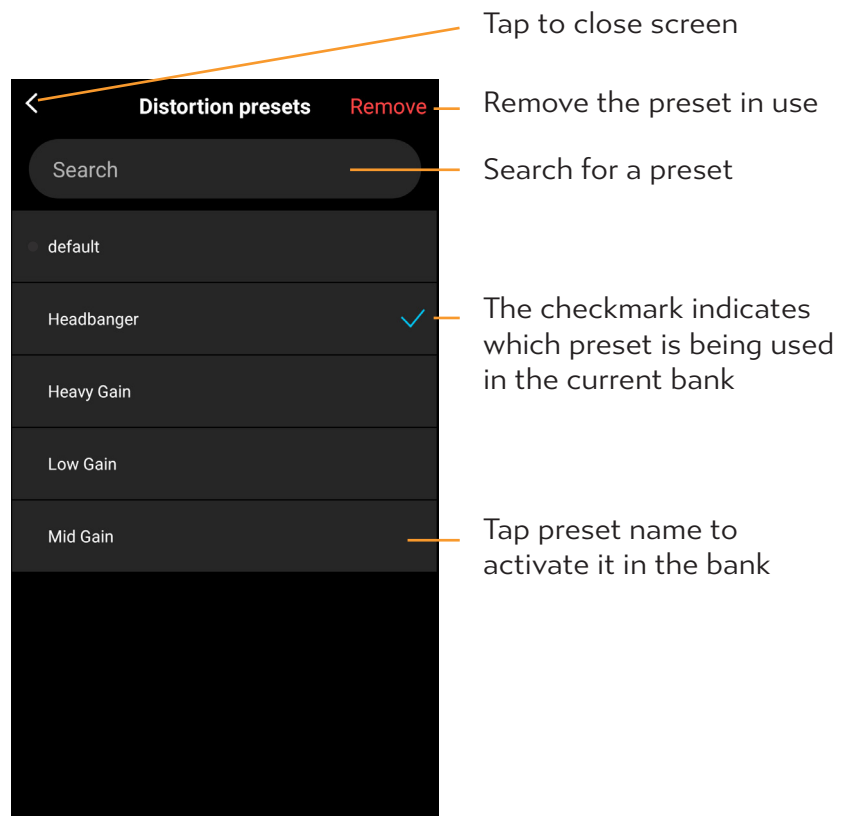 Tap to close screen
Distortion presets
Remove
Remove the preset in use
Search
Search for a preset
default
Headbanger
The checkmark indicates
which preset is being used
in the current bank
Heavy Gain
Low Gain
Mid Gain
Tap preset name to
activate it in the bank